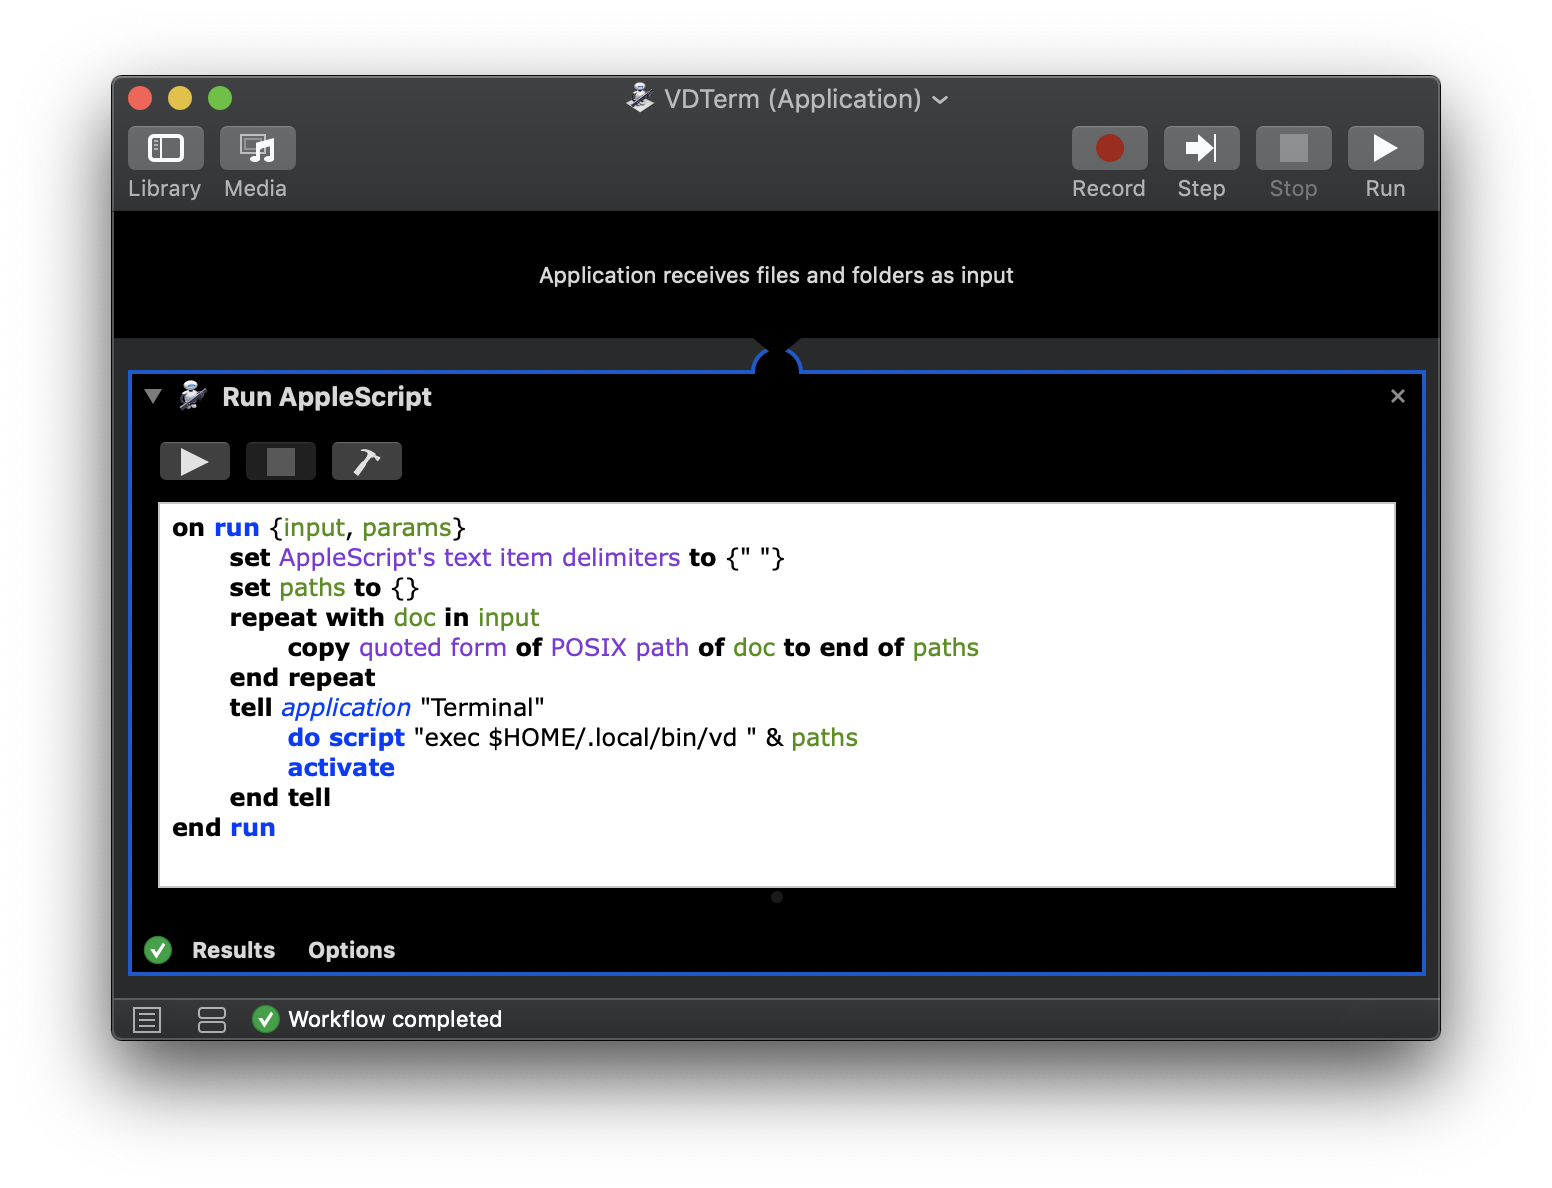 VDTerm (Application)
Library Media Record Step Stop Run
Application receives files and folders as input
Run AppleScript
on run {input, params}
set AppleScript's text item delimiters to {" "}
set paths to {}
repeat with doc in input
copy quoted form of POSIX path of doc to end of paths
end repeat
tell application "Terminal"
do script "exec $HOME/.local/bin/vd " & paths
activate
end tell
end run
Results Options
Workflow completed